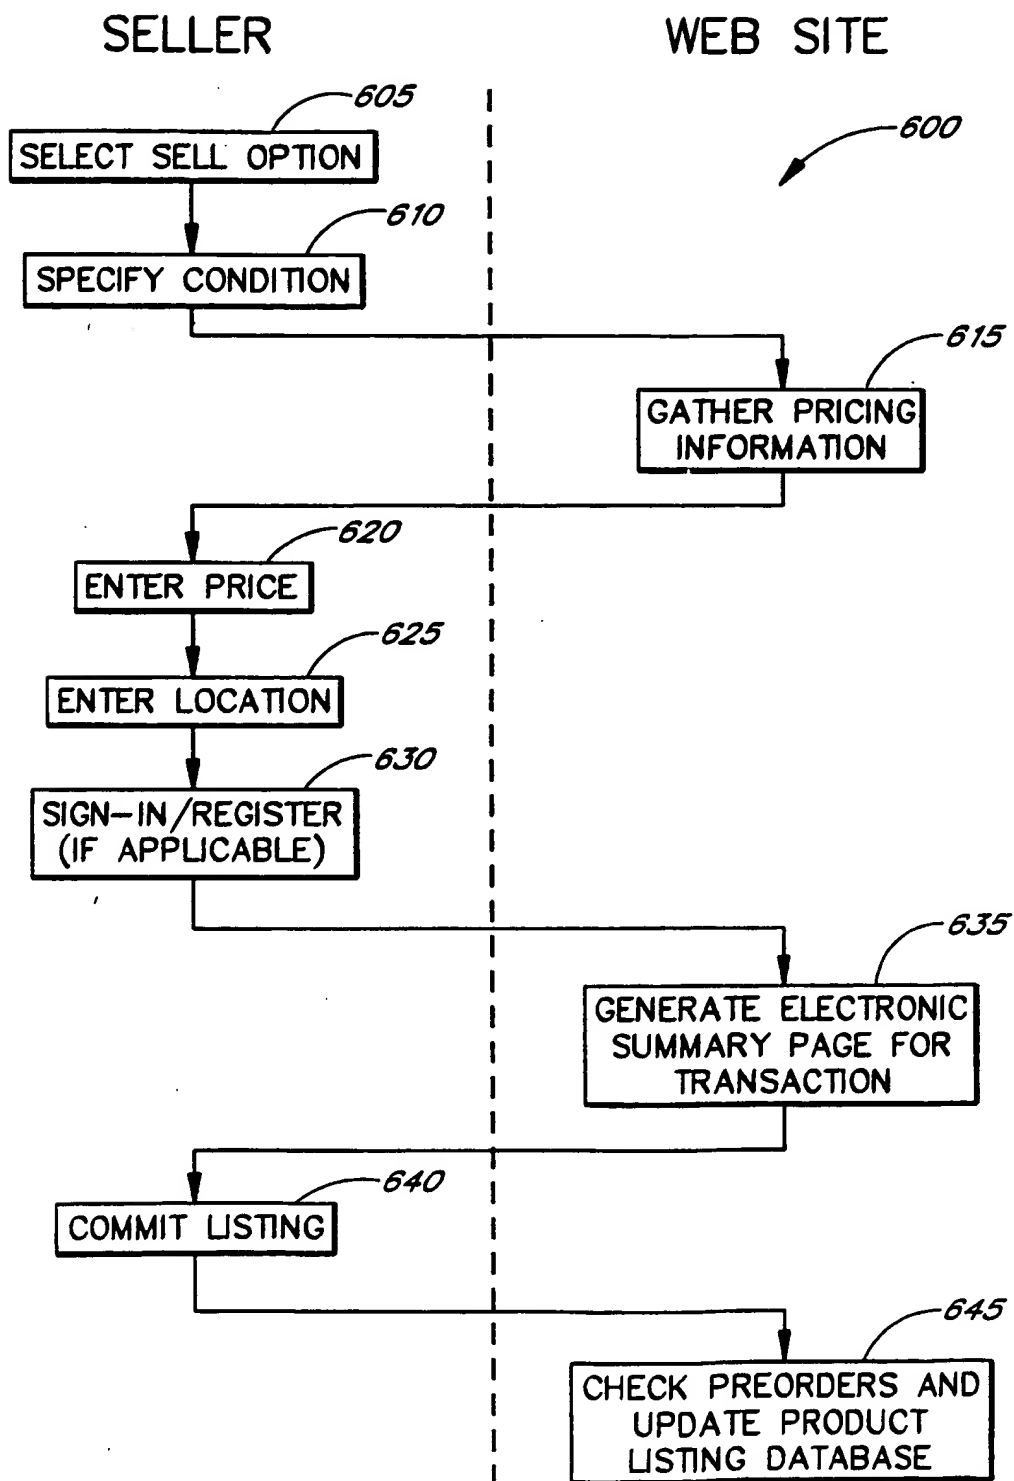 SELLER
WEB SITE
605
SELECT SELL OPTION
600
610
SPECIFY CONDITION
615
GATHER PRICING
INFORMATION
620
ENTER PRICE
625
ENTER LOCATION
630
SIGN-IN/REGISTER
(IF APPLICABLE)
635
GENERATE ELECTRONIC
SUMMARY PAGE FOR
TRANSACTION
640
COMMIT LISTING
645
CHECK PREORDERS AND
UPDATE PRODUCT
LISTING DATABASE